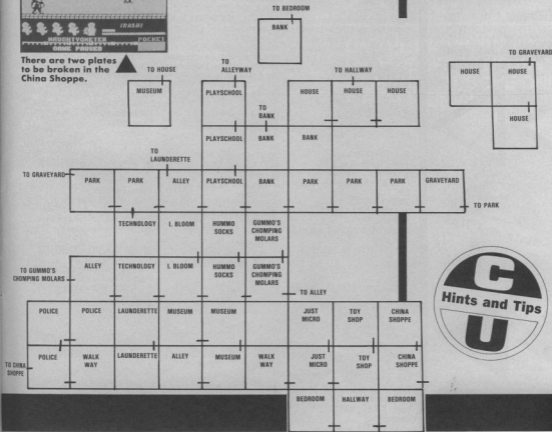 NAUGHTYOMETER POCKET
GAME PAUSED
There are two plates
to be broken in the
China Shoppe.
TO BEDROOM
BANK
TO HOUSE
MUSEUM
TO
ALLEYWAY
PLAYSCHOOL
TO HALLWAY
HOUSE HOUSE HOUSE
TO GRAVEYARD
HOUSE HOUSE
HOUSE
TO
BANK
PLAYSCHOOL BANK BANK
TO
LAUNDERETTE
TO GRAVEYARD
PARK PARK ALLEY PLAYSCHOOL BANK PARK PARK PARK GRAVEYARD
TO PARK
TECHNOLOGY I. BLOOM HUMMO
SOCKS GUMMO'S
CHOMPING
MOLARS
TO GUMMO'S
CHOMPING MOLARS
ALLEY TECHNOLOGY I. BLOOM HUMMO
SOCKS GUMMO'S
CHOMPING
MOLARS
TO ALLEY
POLICE POLICE LAUNDERETTE MUSEUM MUSEUM JUST
MICRO TOY
SHOP CHINA
SHOPPE
TO CHINA
SHOPPE
POLICE WALK
WAY LAUNDERETTE ALLEY MUSEUM WALK
WAY JUST
MICRO TOY
SHOP CHINA
SHOPPE
BEDROOM HALLWAY BEDROOM
C
Hints and Tips
U